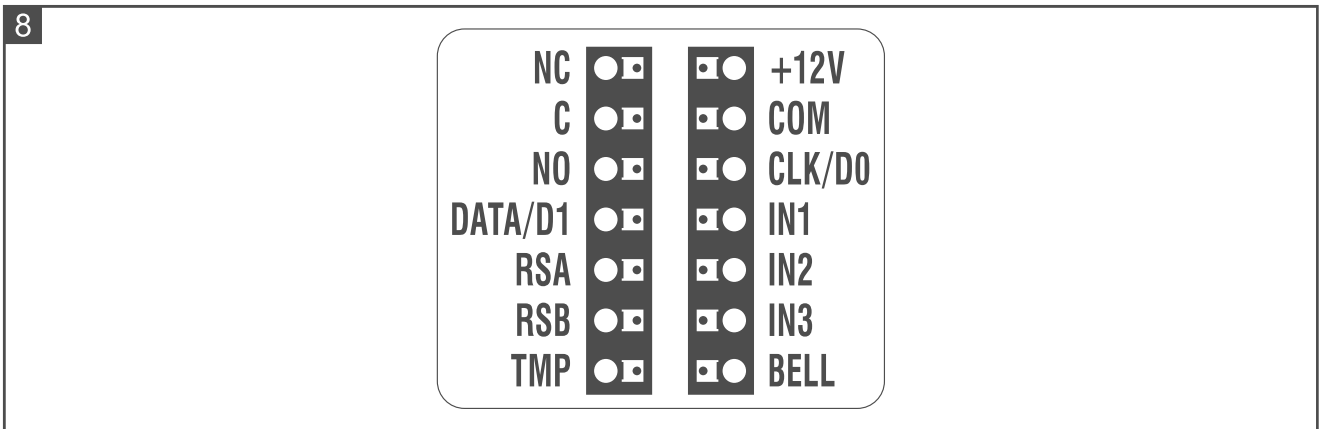 8
NC +12V
C COM
NO CLK/D0
DATA/D1 IN1
RSA IN2
RSB IN3
TMP BELL